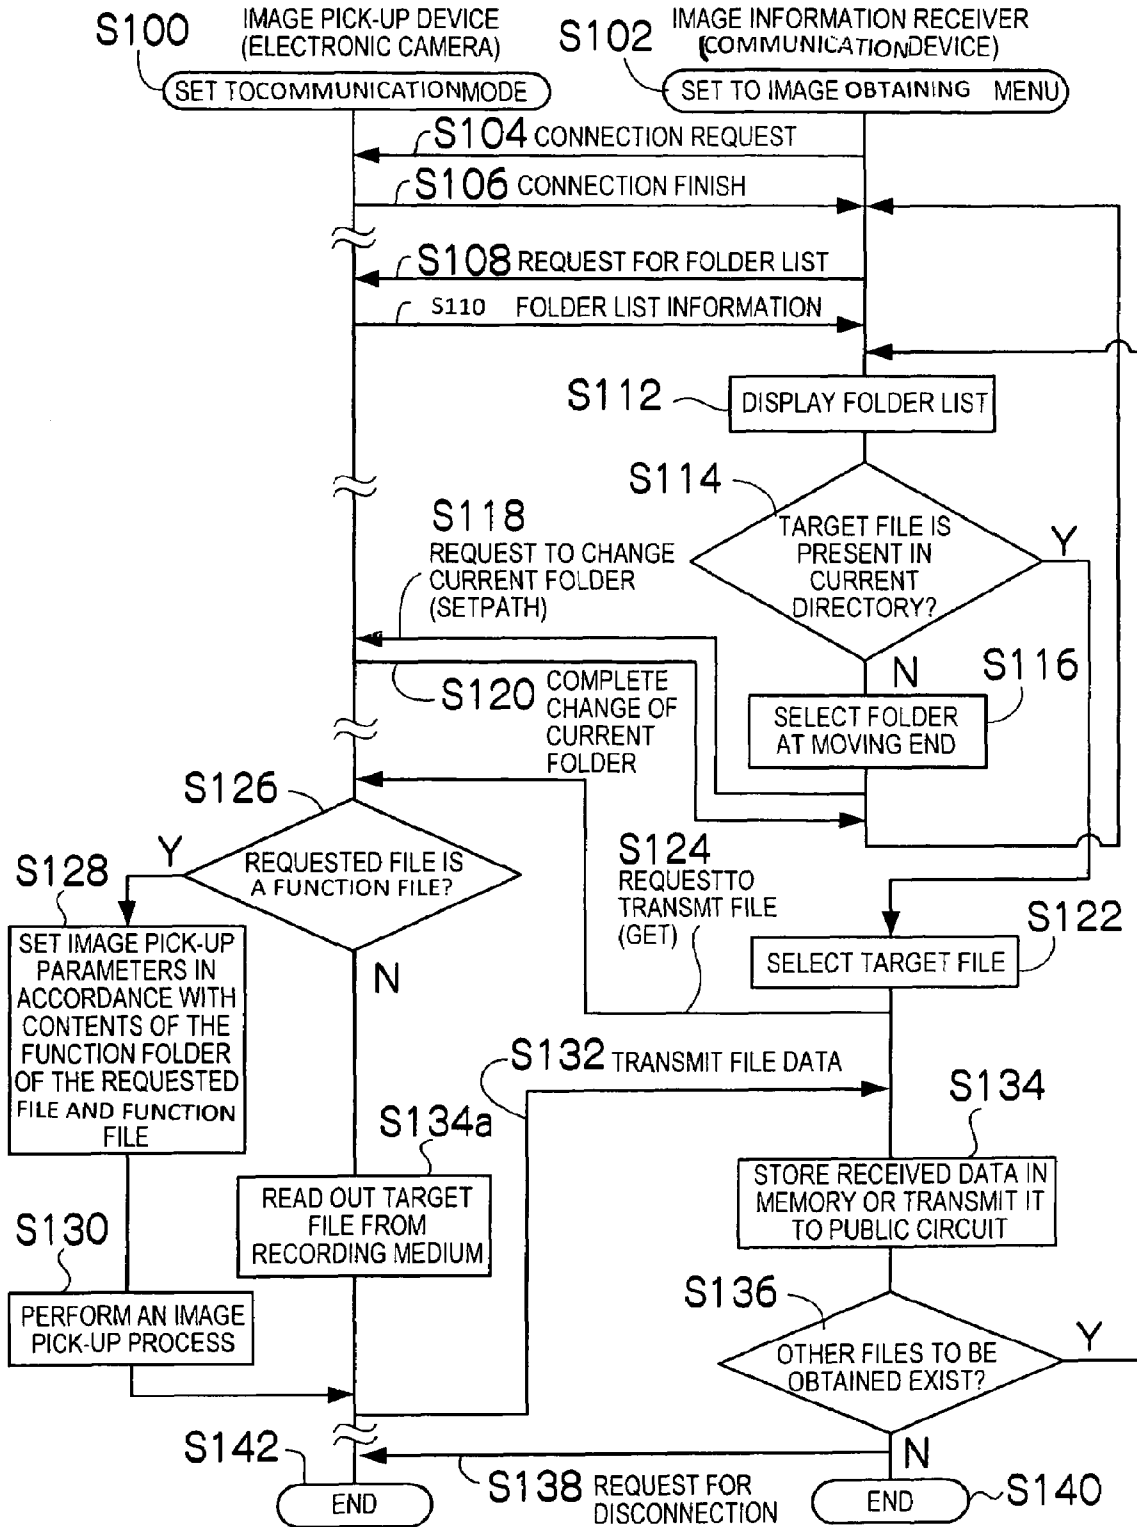 IMAGE PICK-UP DEVICE
(ELECTRONIC CAMERA)
S100
SET TOCOMMUNICATIONMODE
IMAGE INFORMATION RECEIVER
(COMMUNICATIONDEVICE)
S102
SET TO IMAGE OBTAINING MENU
S104 CONNECTION REQUEST
S106 CONNECTION FINISH
S108 REQUEST FOR FOLDER LIST
S110 FOLDER LIST INFORMATION
S112
DISPLAY FOLDER LIST
S114
TARGET FILE IS
PRESENT IN
CURRENT
DIRECTORY?
Y
N
S118
REQUEST TO CHANGE
CURRENT FOLDER
(SETPATH)
S116
SELECT FOLDER
AT MOVING END
S120 COMPLETE
CHANGE OF
CURRENT
FOLDER
S126
REQUESTED FILE IS
A FUNCTION FILE?
Y
N
S124
REQUESTTO
TRANSMT FILE
(GET)
S122
SELECT TARGET FILE
S128
SET IMAGE PICK-UP
PARAMETERS IN
ACCORDANCE WITH
CONTENTS OF THE
FUNCTION FOLDER
OF THE REQUESTED
FILE AND FUNCTION
FILE
S132 TRANSMIT FILE DATA
S134a
READ OUT TARGET
FILE FROM
RECORDING MEDIUM
S134
STORE RECEIVED DATA IN
MEMORY OR TRANSMIT IT
TO PUBLIC CIRCUIT
S130
PERFORM AN IMAGE
PICK-UP PROCESS
S136
OTHER FILES TO BE
OBTAINED EXIST?
Y
N
S142
END
S138 REQUEST FOR
DISCONNECTION
END
S140